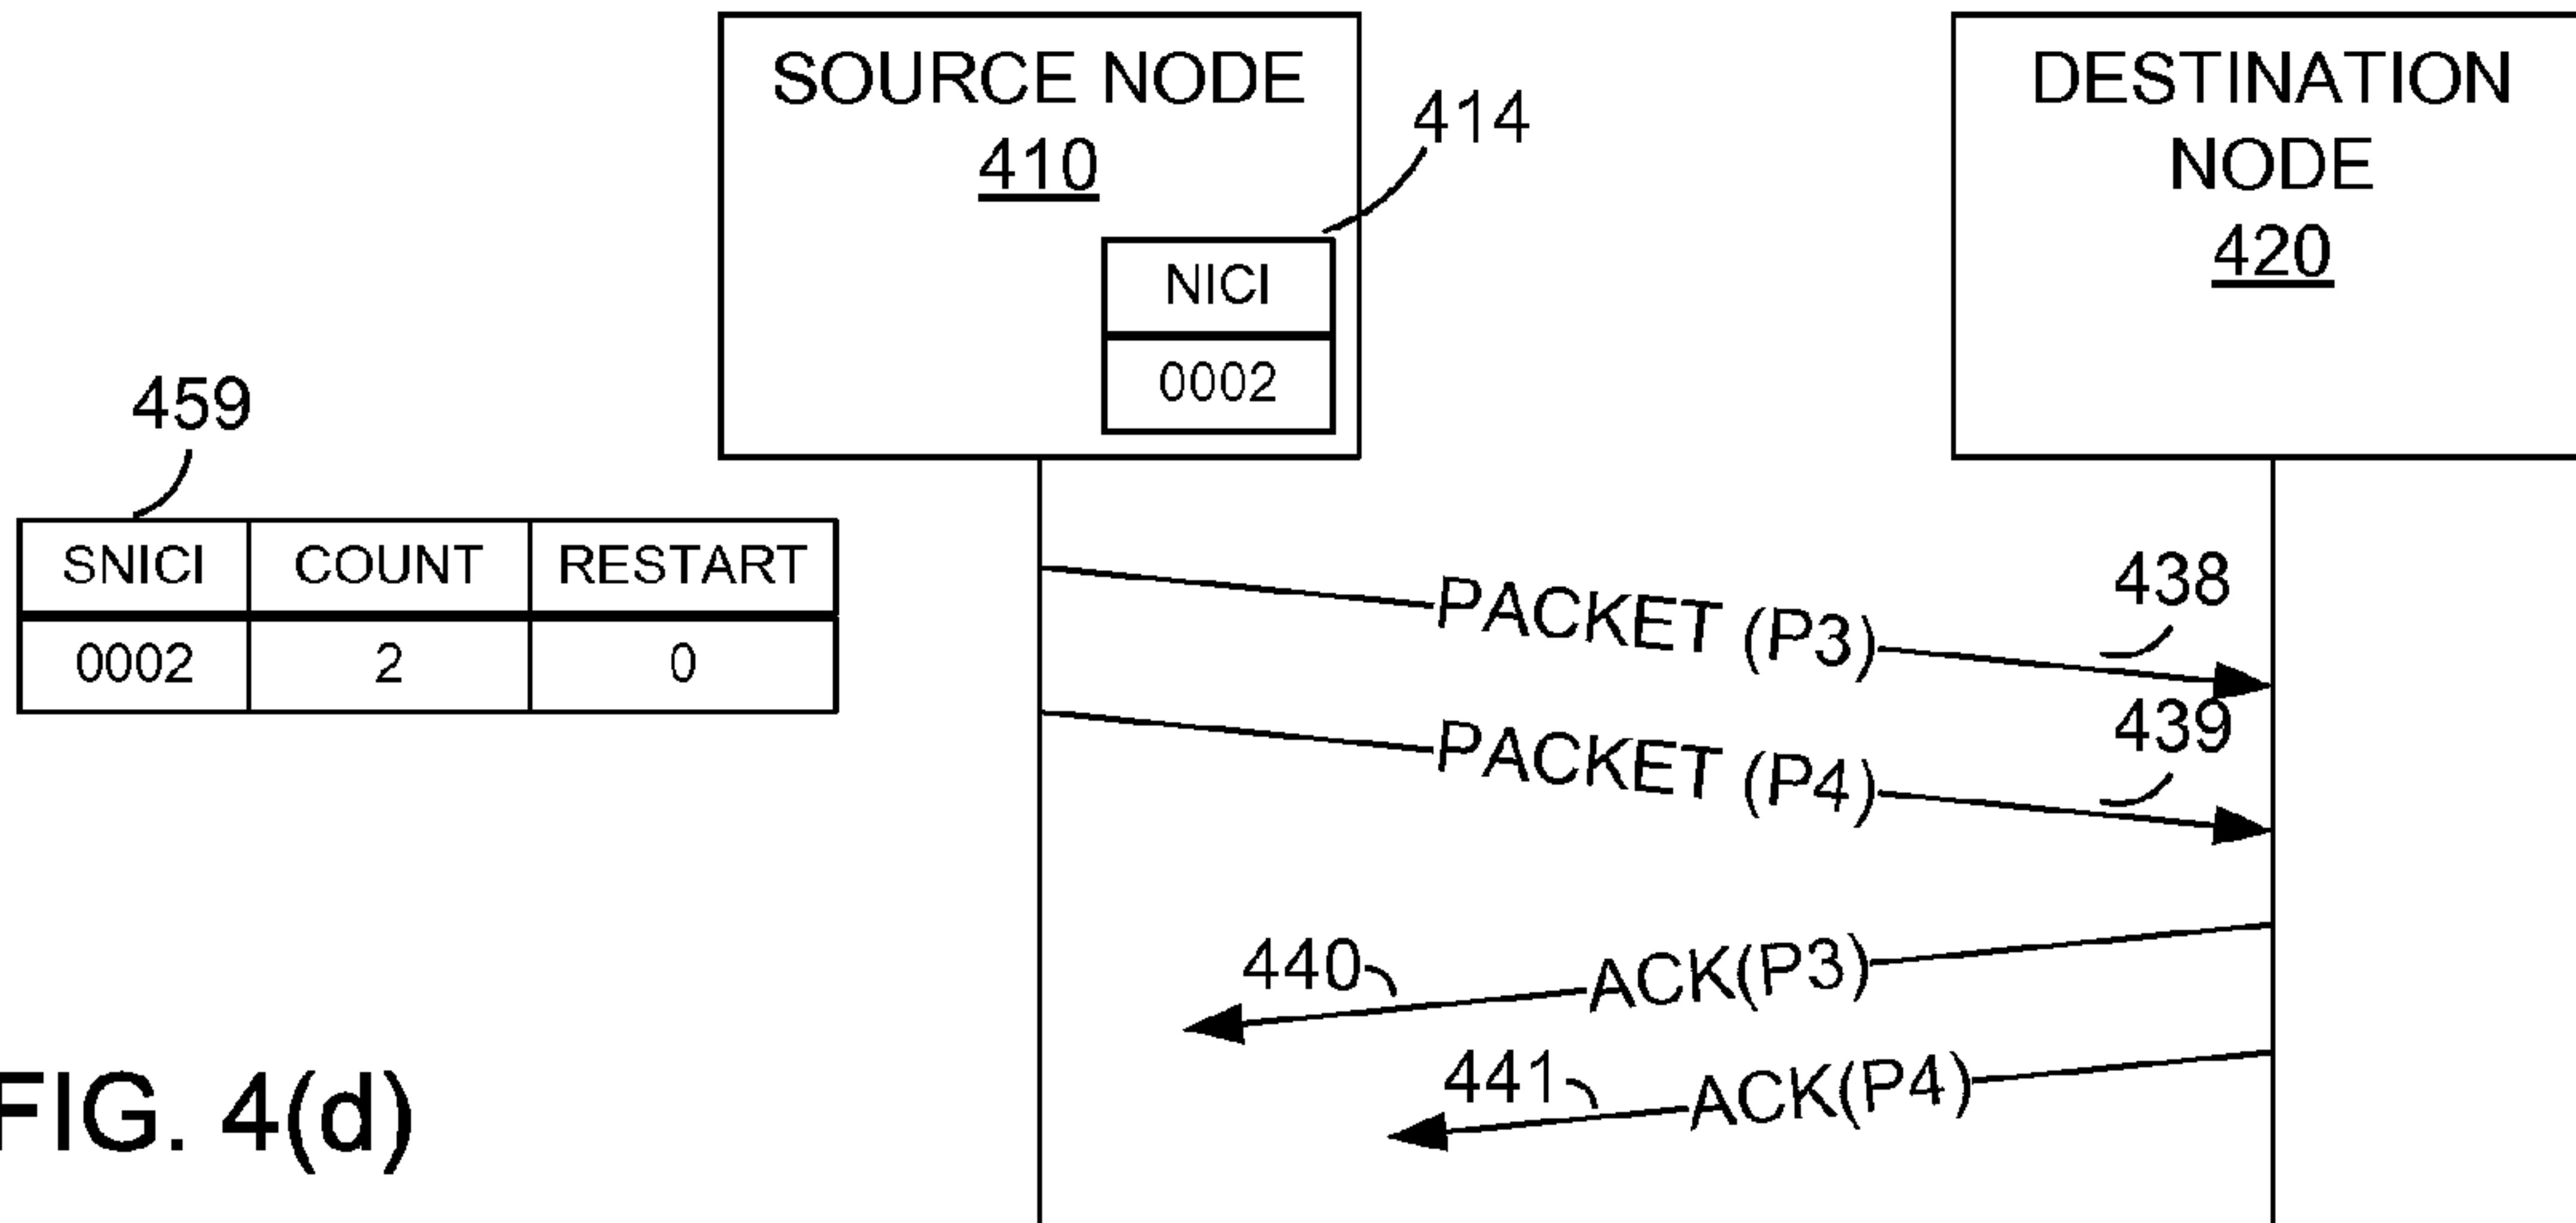 SOURCE NODE
410
414
NICI
0002
DESTINATION
NODE
420
459
SNICI COUNT RESTART
0002 2 0
PACKET (P3)
438
PACKET (P4)
439
440
ACK(P3)
441
ACK(P4)
FIG. 4(d)